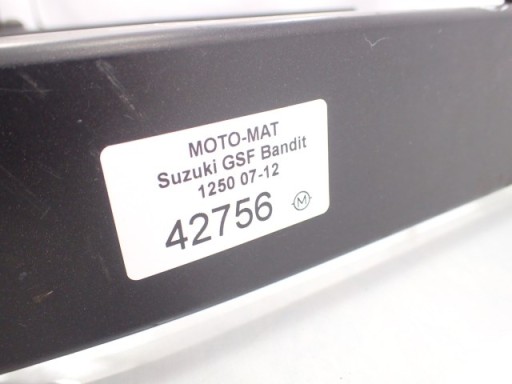 MOTO-MAT
Suzuki GSF Bandit
1250 07-12
42756 M